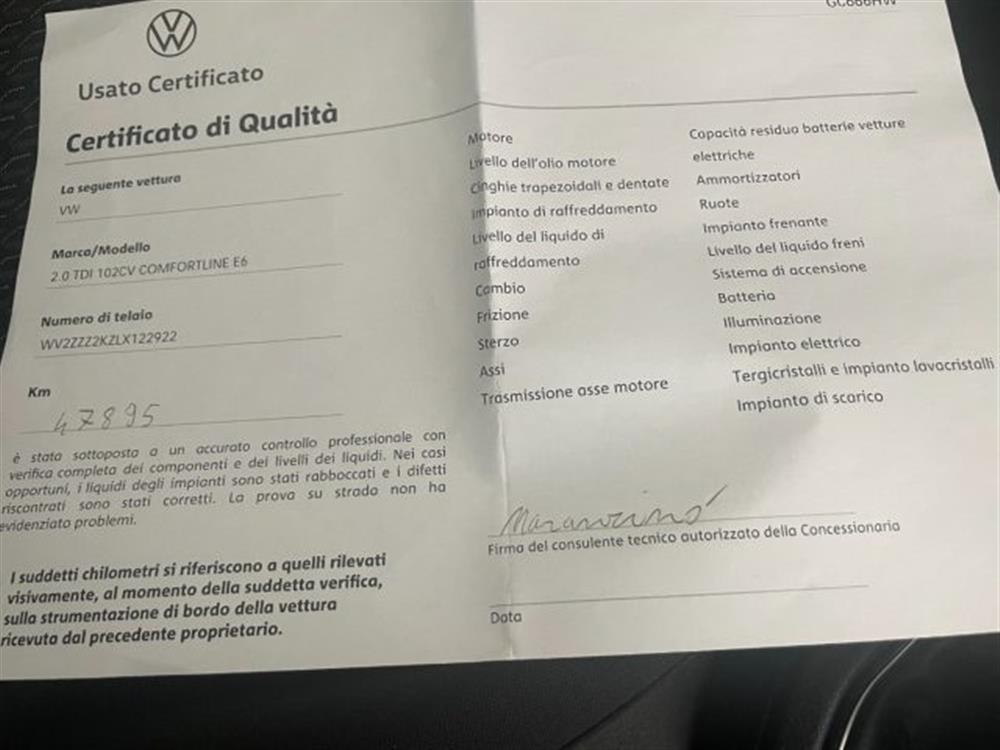 Usato Certificato
Certificato di Qualità
La seguente vettura
VW
Marca/Modello
2.0 TDI 102CV COMFORTLINE E6
Numero di telaio
WV2ZZZ2KZLX122922
Km
47895
è stata sottoposta a un accurato controllo professionale con
verifica completa dei componenti e dei livelli dei liquidi. Nei casi
opportuni, i liquidi degli impianti sono stati rabboccati e i difetti
riscontrati sono stati corretti. La prova su strada non ha
evidenziato problemi.
I suddetti chilometri si riferiscono a quelli rilevati
visivamente, al momento della suddetta verifica,
sulla strumentazione di bordo della vettura
ricevuta dal precedente proprietario.
Motore
Livello dell'olio motore
Cinghie trapezoidali e dentate
Impianto di raffreddamento
Livello del liquido di
raffreddamento
Cambio
Frizione
Sterzo
Assi
Trasmissione asse motore
Capacità residua batterie vetture
elettriche
Ammortizzatori
Ruote
Impianto frenante
Livello del liquido freni
Sistema di accensione
Batteria
Illuminazione
Impianto elettrico
Tergicristalli e impianto lavacristalli
Impianto di scarico
Firma del consulente tecnico autorizzato della Concessionaria
Data